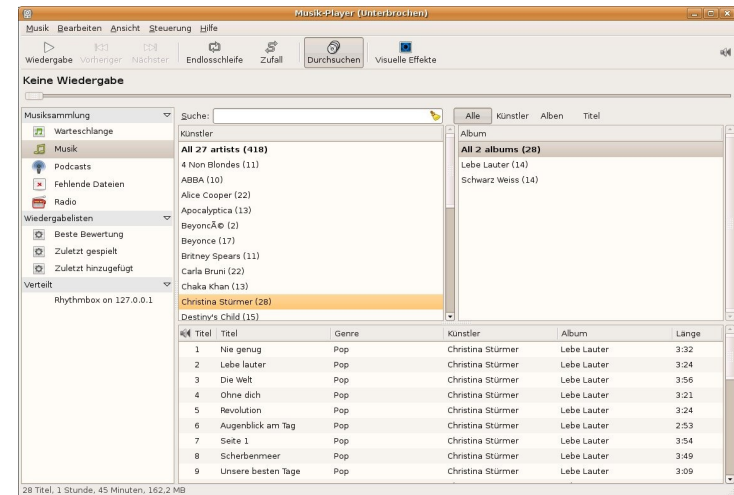 Musik-Player (Unterbrochen)
Musik Bearbeiten Ansicht Steuerung Hilfe
Wiedergabe Vorheriger Nächster Endlosschleife Zufall Durchsuchen Visuelle Effekte
Keine Wiedergabe
Musiksammlung
Warteschlange
Musik
Podcasts
Fehlende Dateien
Radio
Wiedergabelisten
Beste Bewertung
Zuletzt gespielt
Zuletzt hinzugefügt
Verteilt
Rhythmbox on 127.0.0.1
Suche:
Alle Künstler Alben Titel
Künstler
All 27 artists (418)
4 Non Blondes (11)
ABBA (10)
Alice Cooper (22)
Apocalyptica (13)
BeyoncÃ© (2)
Beyonce (17)
Britney Spears (11)
Carla Bruni (22)
Chaka Khan (13)
Christina Stürmer (28)
Destiny's Child (15)
Album
All 2 albums (28)
Lebe Lauter (14)
Schwarz Weiss (14)
Titel Titel Genre Künstler Album Länge
1 Nie genug Pop Christina Stürmer Lebe Lauter 3:32
2 Lebe lauter Pop Christina Stürmer Lebe Lauter 3:24
3 Die Welt Pop Christina Stürmer Lebe Lauter 3:56
4 Ohne dich Pop Christina Stürmer Lebe Lauter 3:21
5 Revolution Pop Christina Stürmer Lebe Lauter 3:24
6 Augenblick am Tag Pop Christina Stürmer Lebe Lauter 2:53
7 Seite 1 Pop Christina Stürmer Lebe Lauter 3:54
8 Scherbenmeer Pop Christina Stürmer Lebe Lauter 3:49
9 Unsere besten Tage Pop Christina Stürmer Lebe Lauter 3:09
28 Titel, 1 Stunde, 45 Minuten, 162,2 MB